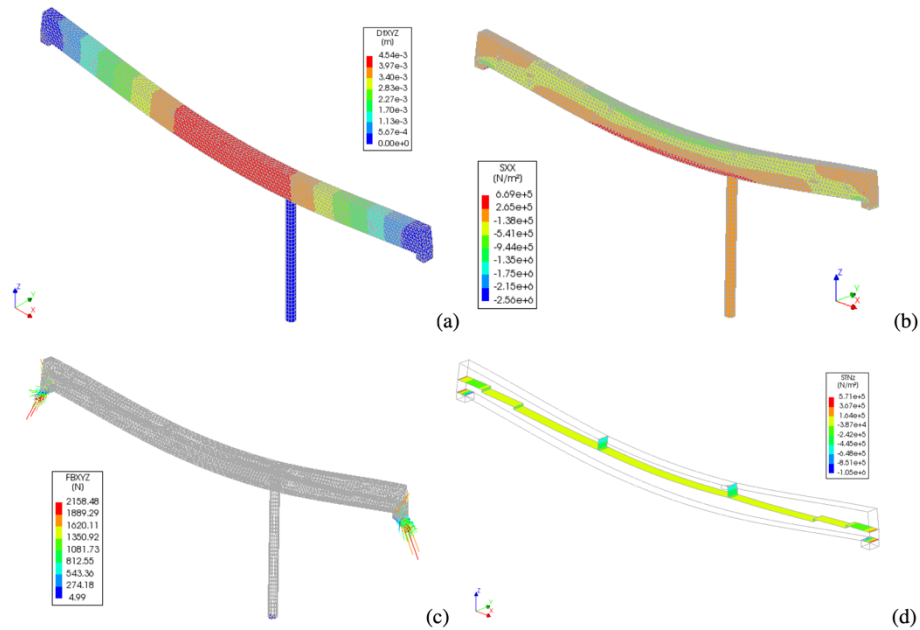 DtXYZ
(m)
4.54e-3
3.97e-3
3.40e-3
2.83e-3
2.27e-3
1.70e-3
1.13e-3
5.67e-4
0.00e+0
Z
Y
X
(a)
SXX
(N/m²)
6.69e+5
2.65e+5
-1.38e+5
-5.41e+5
-9.44e+5
-1.35e+6
-1.75e+6
-2.15e+6
-2.56e+6
Z
Y
X
(b)
FBXYZ
(N)
2158.48
1889.29
1620.11
1350.92
1081.73
812.55
543.36
274.18
4.99
Z
Y
X
(c)
STNz
(N/m²)
5.71e+5
3.67e+5
1.64e+5
-3.87e+4
-2.42e+5
-4.45e+5
-6.48e+5
-8.51e+5
-1.05e+6
Z
Y
X
(d)